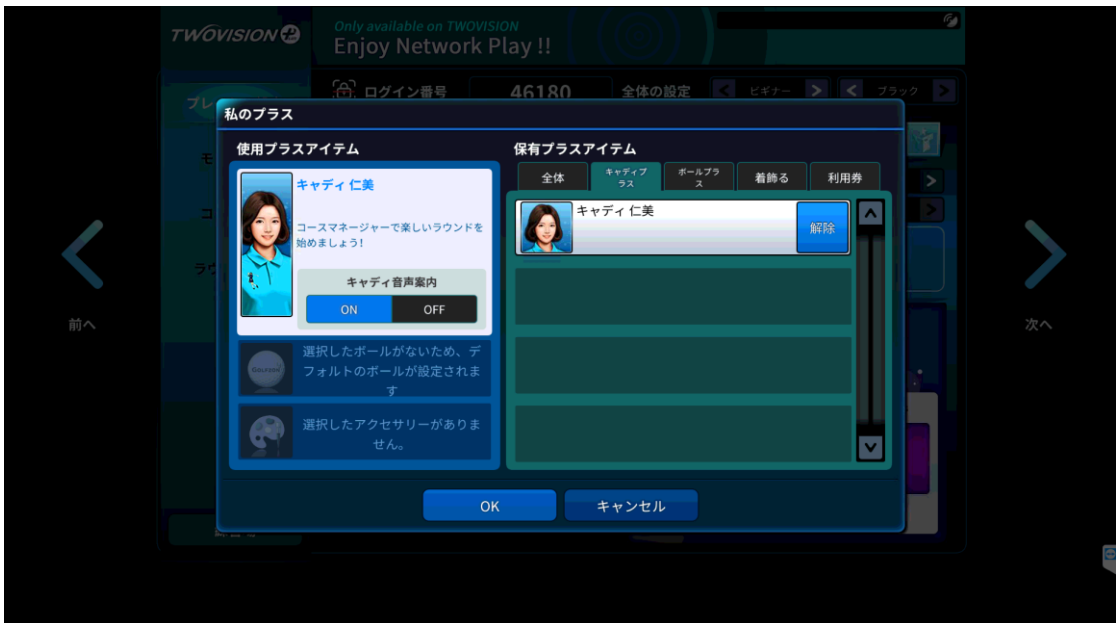 TWOVISION
Only available on TWOVISION
Enjoy Network Play !!
ログイン番号 46180 全体の設定 ビギナー ブラック
プレ
モ
コ
ラウ
私のプラス
使用プラスアイテム
キャディ 仁美
コースマネージャーで楽しいラウンドを
始めましょう!
キャディ音声案内
ON OFF
GOLFZON
選択したボールがないため、デ
フォルトのボールが設定されま
す
選択したアクセサリーがありま
せん。
保有プラスアイテム
全体
キャディプ
ラス
ボールプラ
ス
着飾る
利用券
キャディ 仁美
解除
OK キャンセル
前へ
次へ